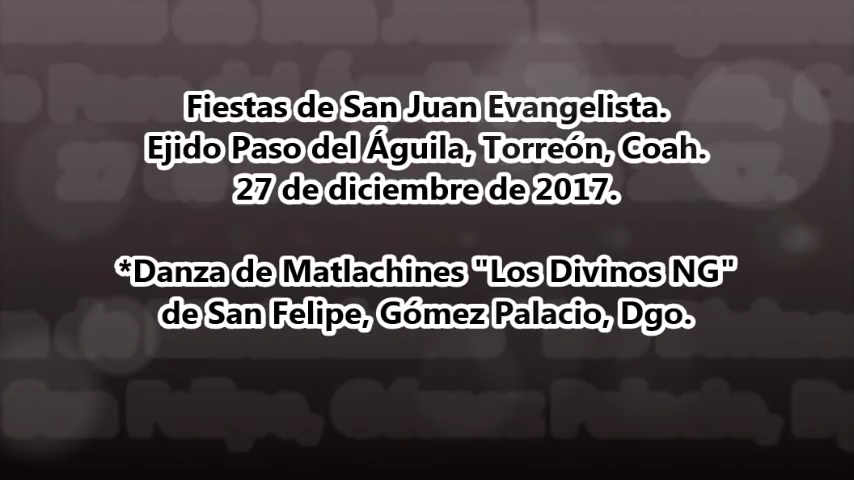 Fiestas de San Juan Evangelista.
Ejido Paso del Águila, Torreón, Coah.
27 de diciembre de 2017.
*Danza de Matlachines "Los Divinos NG"
de San Felipe, Gómez Palacio, Dgo.